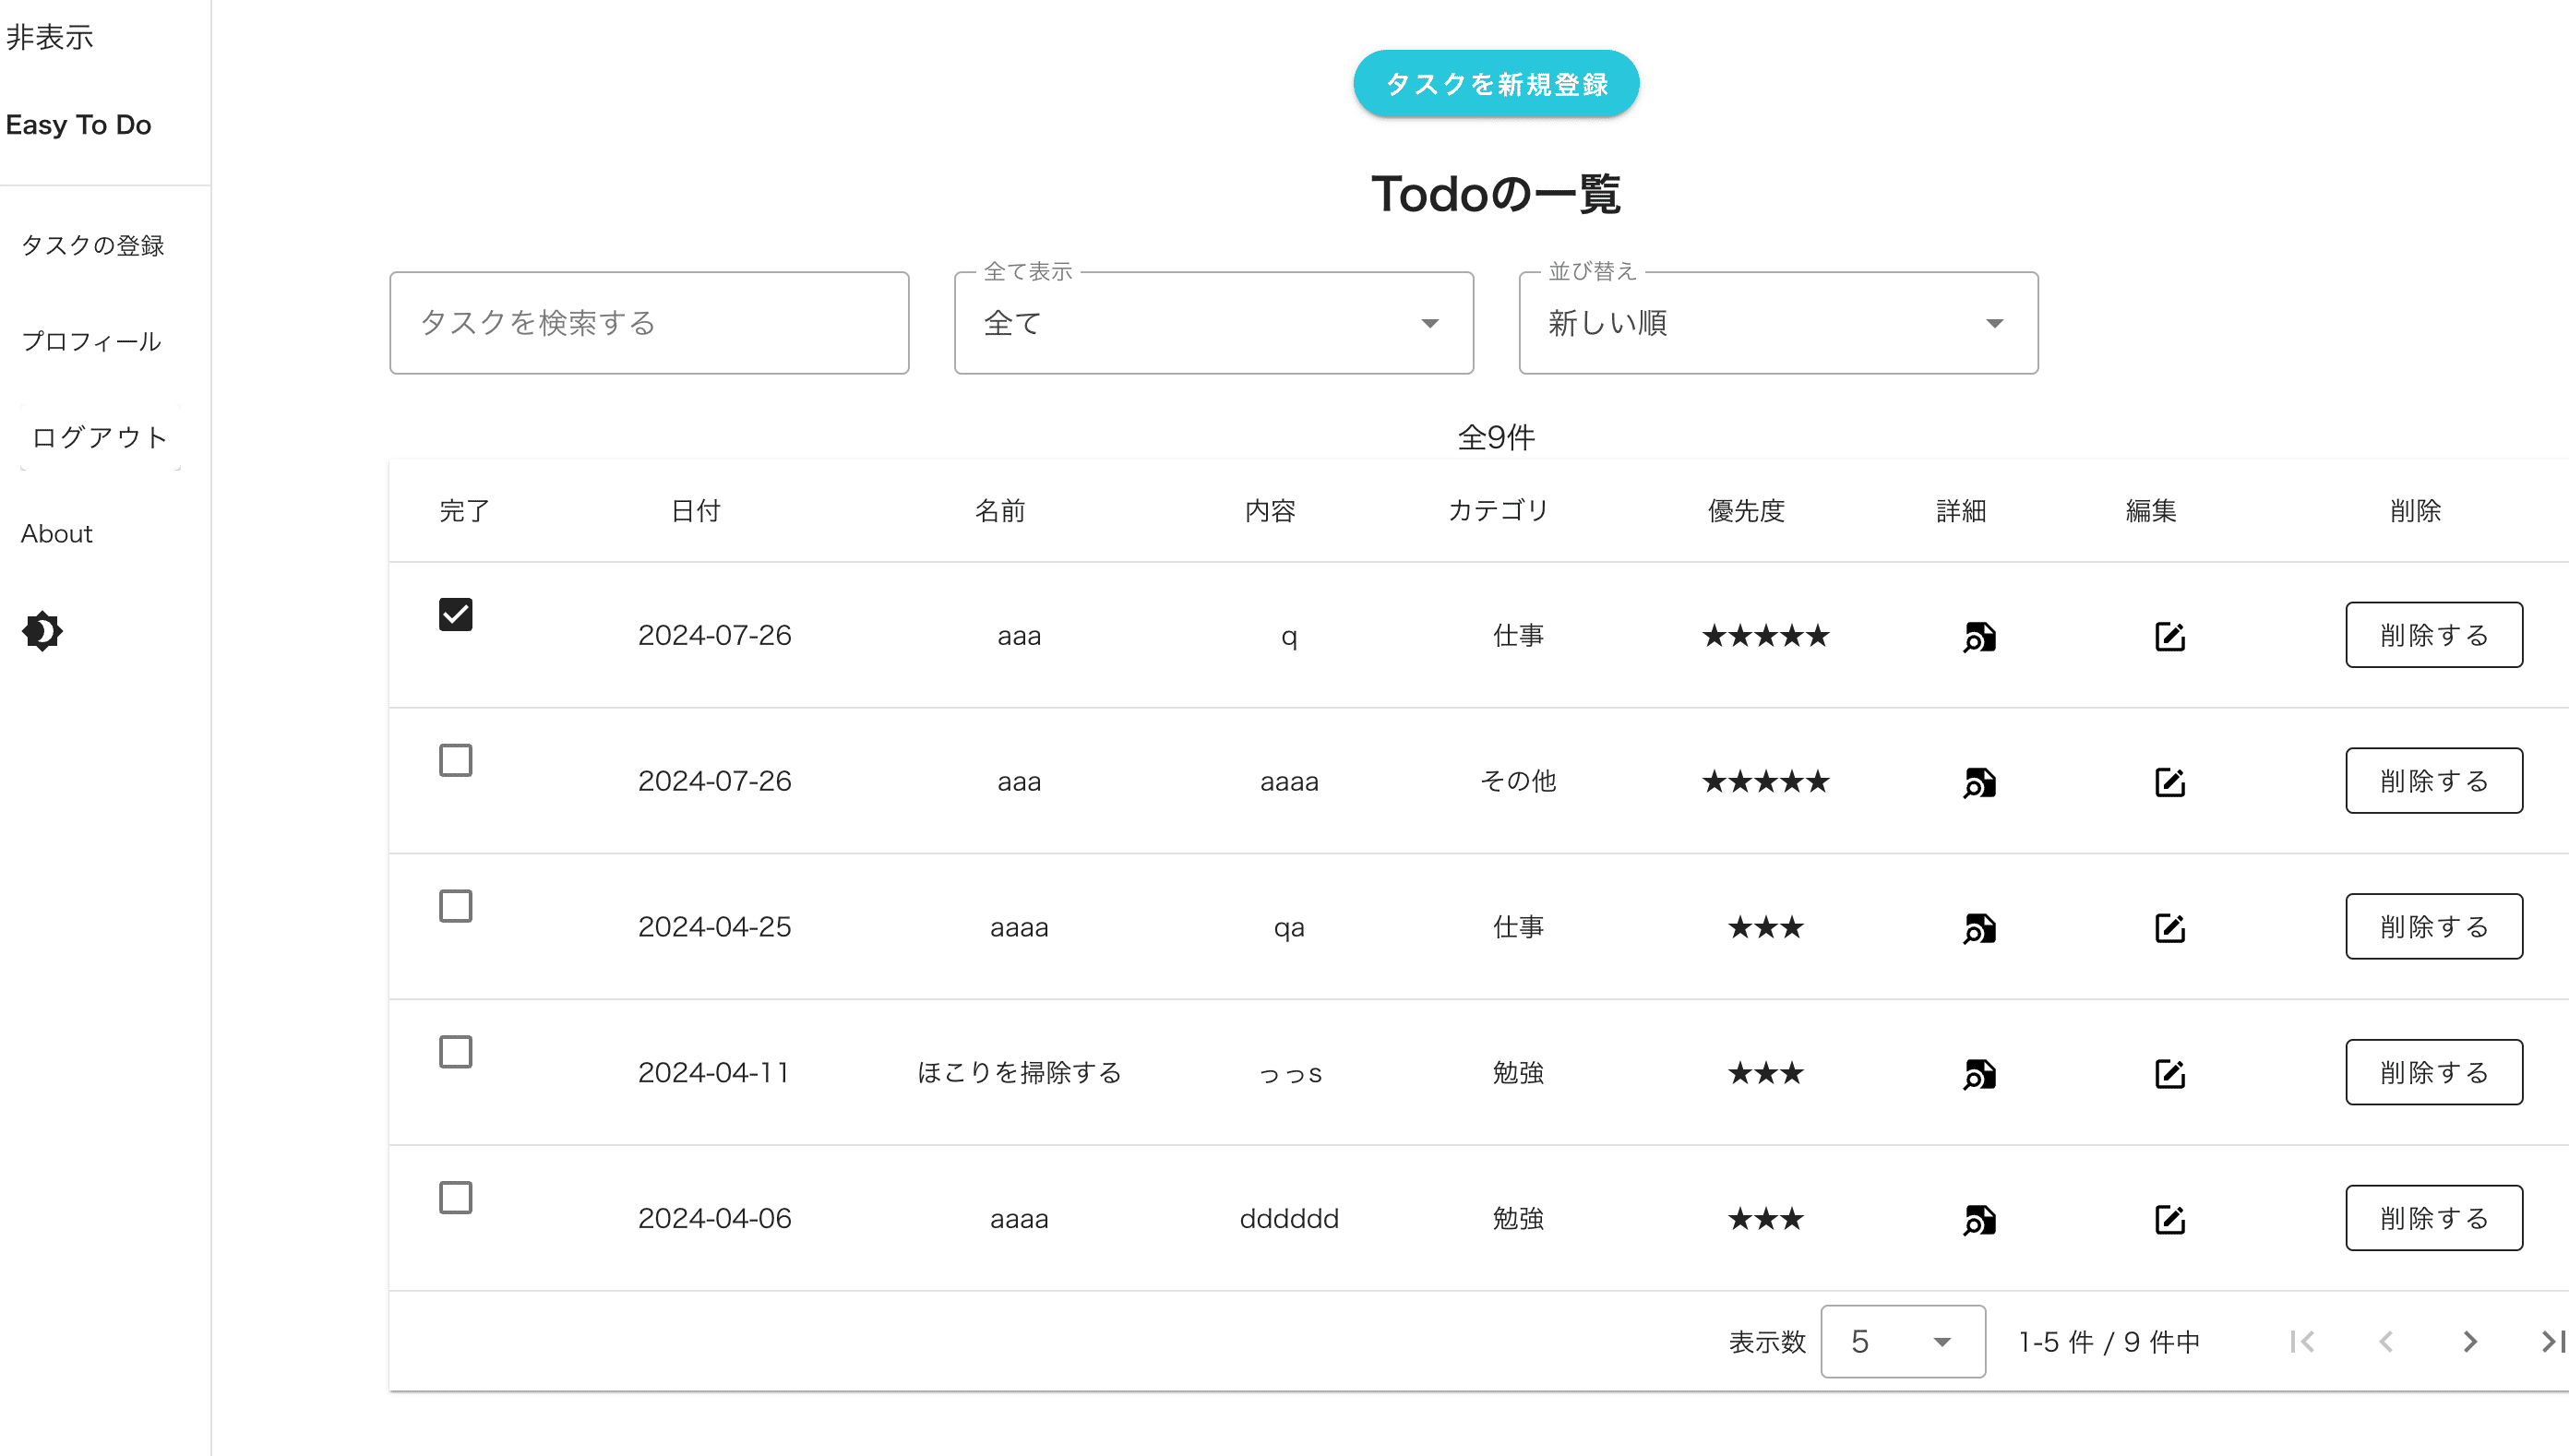 非表示
Easy To Do
タスクの登録
プロフィール
ログアウト
About
タスクを新規登録
Todoの一覧
タスクを検索する
全て表示
全て
並び替え
新しい順
全9件
完了 日付 名前 内容 カテゴリ 優先度 詳細 編集 削除
2024-07-26 aaa q 仕事 ★★★★★ 削除する
2024-07-26 aaa aaaa その他 ★★★★★ 削除する
2024-04-25 aaaa qa 仕事 ★★★ 削除する
2024-04-11 ほこりを掃除する っっs 勉強 ★★★ 削除する
2024-04-06 aaaa dddddd 勉強 ★★★ 削除する
表示数 5 1-5 件 / 9 件中